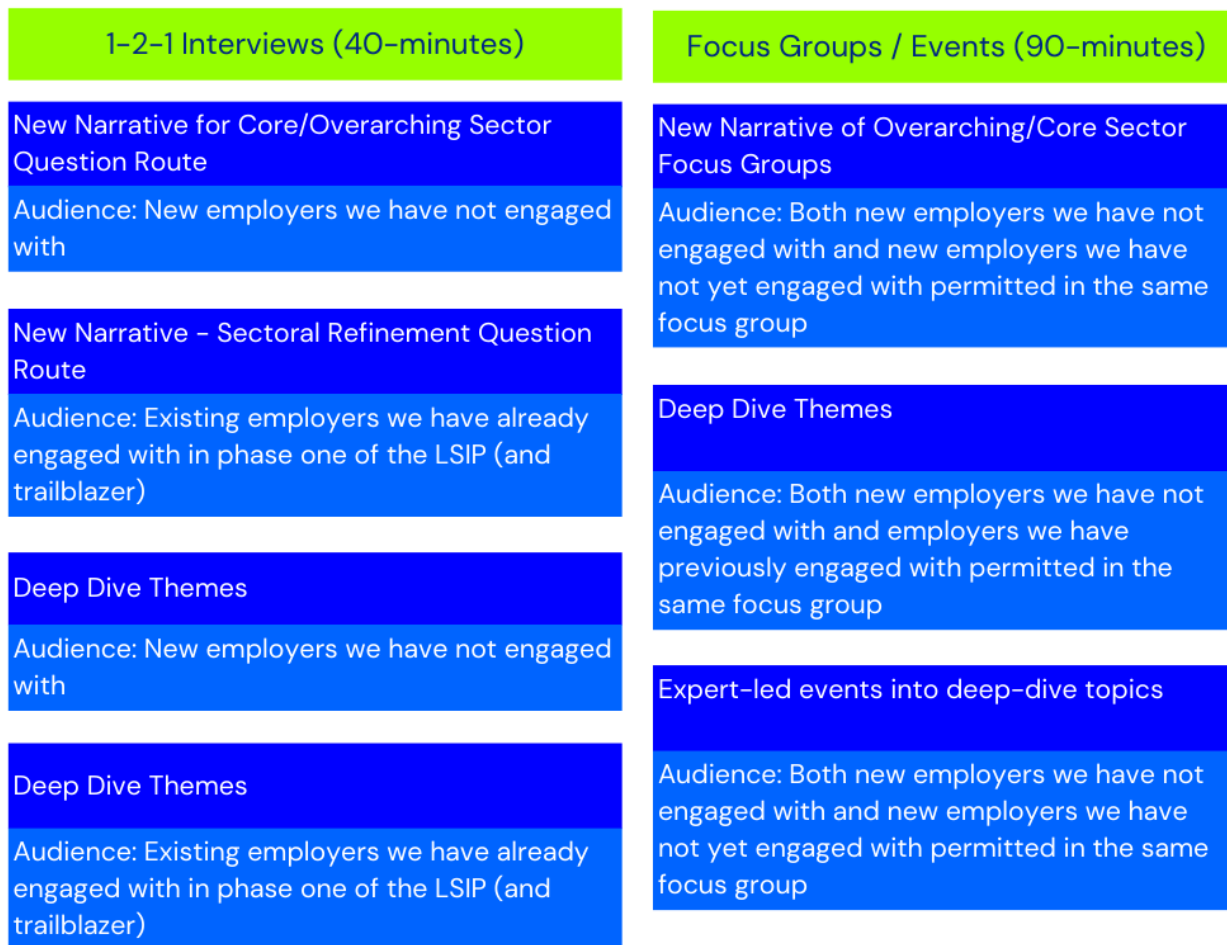 1-2-1 Interviews (40-minutes)
New Narrative for Core/Overarching Sector
Question Route
Audience: New employers we have not engaged
with
New Narrative - Sectoral Refinement Question
Route
Audience: Existing employers we have already
engaged with in phase one of the LSIP (and
trailblazer)
Deep Dive Themes
Audience: New employers we have not engaged
with
Deep Dive Themes
Audience: Existing employers we have already
engaged with in phase one of the LSIP (and
trailblazer)
Focus Groups / Events (90-minutes)
New Narrative of Overarching/Core Sector
Focus Groups
Audience: Both new employers we have not
engaged with and new employers we have
not yet engaged with permitted in the same
focus group
Deep Dive Themes
Audience: Both new employers we have not
engaged with and employers we have
previously engaged with permitted in the
same focus group
Expert-led events into deep-dive topics
Audience: Both new employers we have not
engaged with and new employers we have
not yet engaged with permitted in the same
focus group